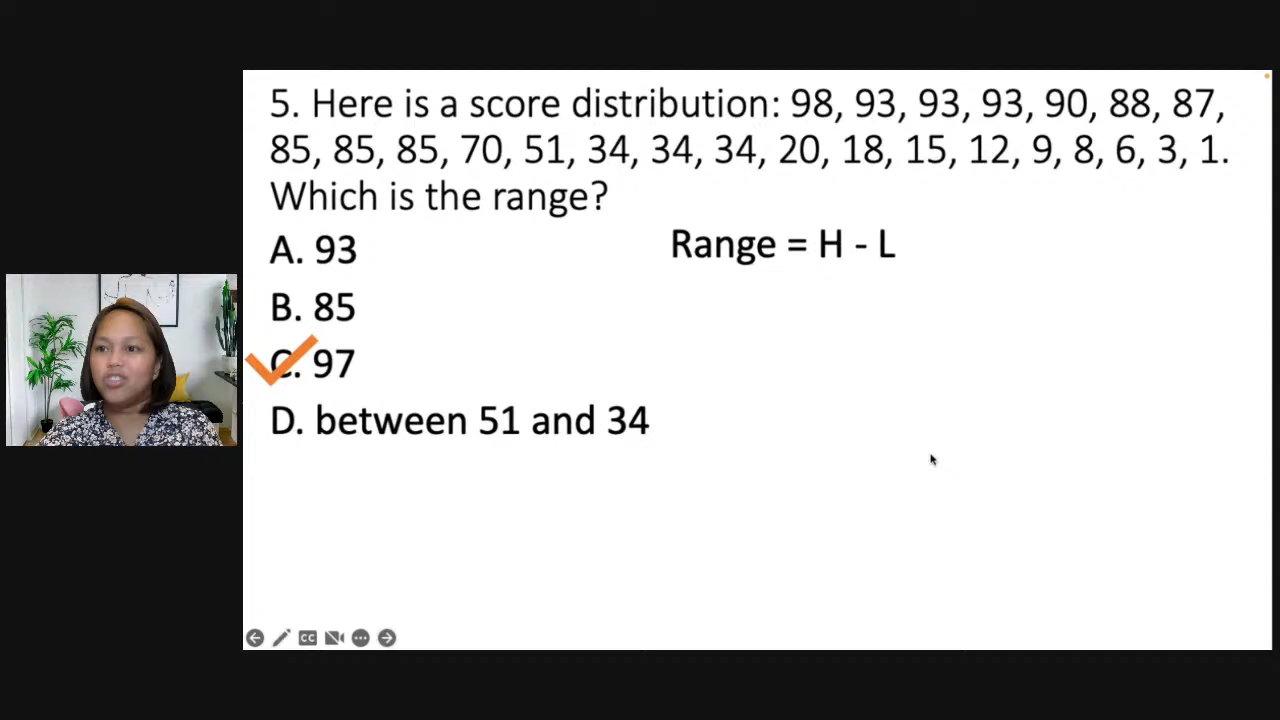 5. Here is a score distribution: 98, 93, 93, 93, 90, 88, 87,
85, 85, 85, 70, 51, 34, 34, 34, 20, 18, 15, 12, 9, 8, 6, 3, 1.
Which is the range?
A. 93
Range = H - L
B. 85
C. 97
D. between 51 and 34
CC